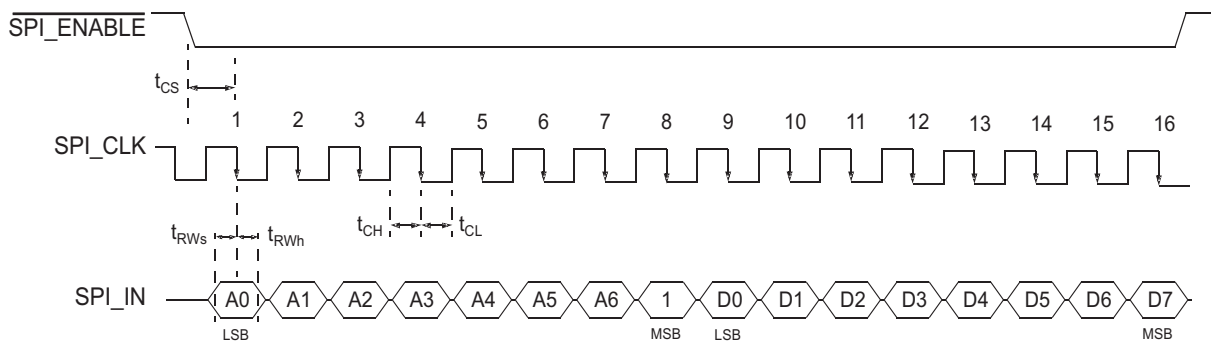 SPI_ENABLE
tCS
1 2 3 4 5 6 7 8 9 10 11 12 13 14 15 16
SPI_CLK
tRWs tRWh tCH tCL
SPI_IN A0 A1 A2 A3 A4 A5 A6 1 D0 D1 D2 D3 D4 D5 D6 D7
LSB MSB LSB MSB